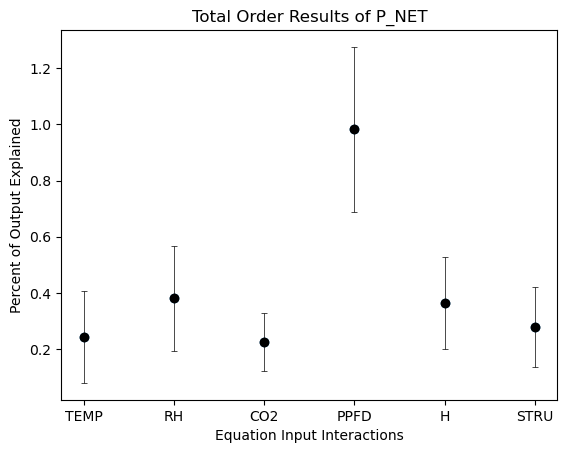 Total Order Results of P_NET
Percent of Output Explained
1.2
1.0
0.8
0.6
0.4
0.2
TEMP RH CO2 PPFD H STRU
Equation Input Interactions